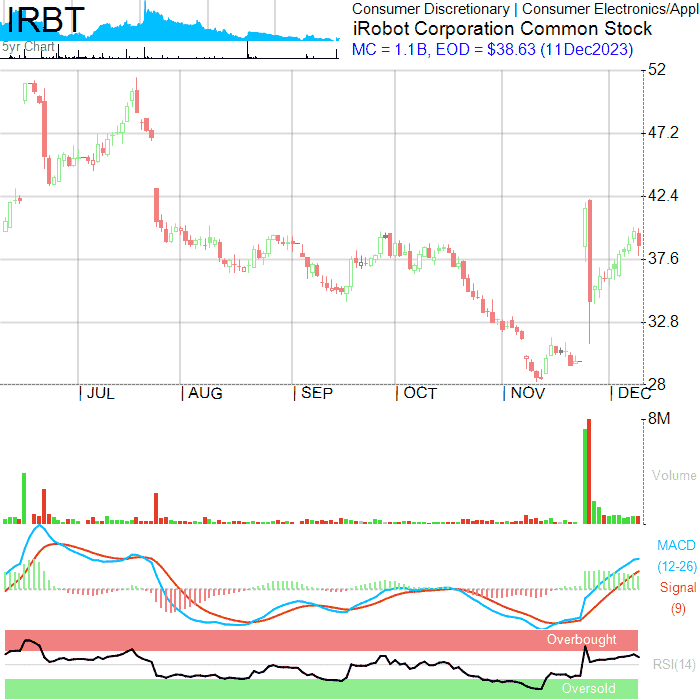 IRBT
5yr Chart
Consumer Discretionary | Consumer Electronics/Appl
iRobot Corporation Common Stock
MC = 1.1B, EOD = $38.63 (11Dec2023)
52
47.2
42.4
37.6
32.8
28
| JUL | AUG | SEP | OCT | NOV | DEC
8M
Volume
MACD
(12-26)
Signal
(9)
Overbought
RSI(14)
Oversold